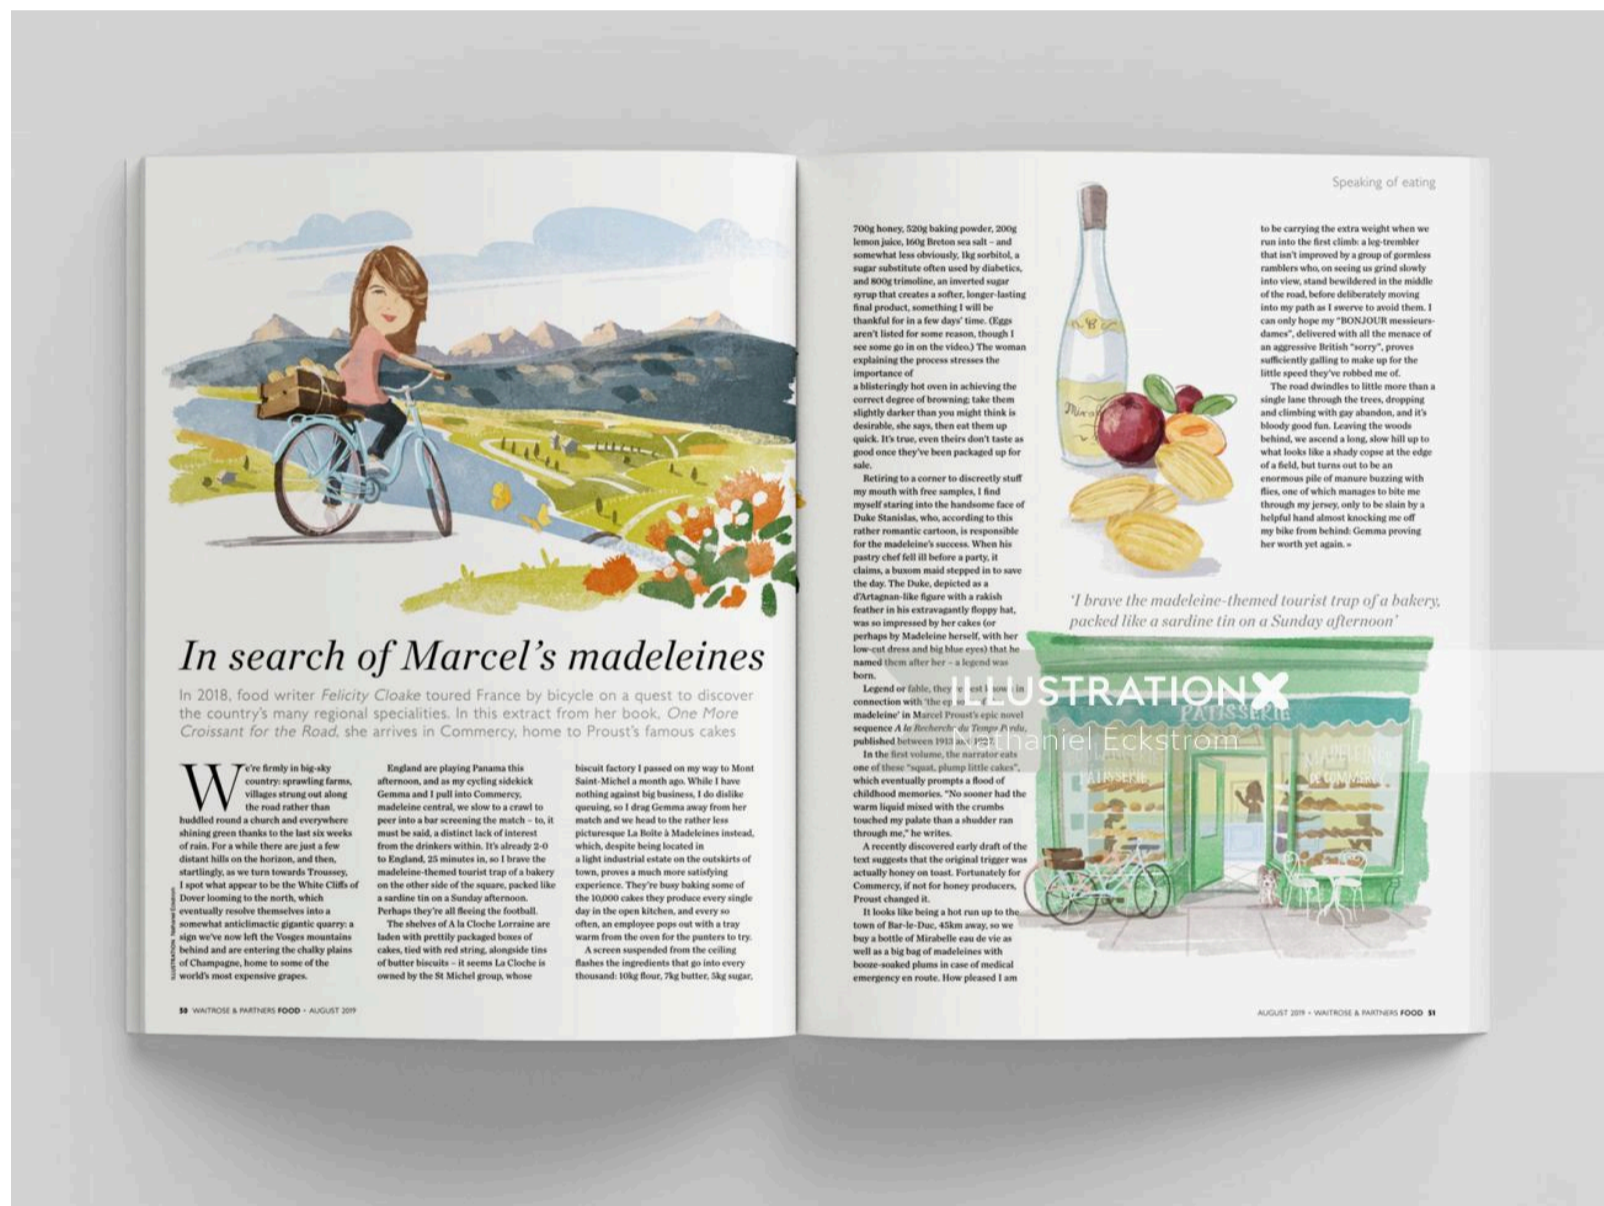 In search of Marcel's madeleines
In 2018, food writer Felicity Cloake toured France by bicycle on a quest to discover
the country's many regional specialities. In this extract from her book, One More
Croissant for the Road, she arrives in Commercy, home to Proust's famous cakes
We're firmly in big-sky
country: sprawling farms,
villages strung out along
the road rather than
huddled round a church and everywhere
shining green thanks to the last six weeks
of rain. For a while there are just a few
distant hills on the horizon, and then,
startlingly, as we turn towards Troussey,
I spot what appear to be the White Cliffs of
Dover looming to the north, which
eventually resolve themselves into a
somewhat anticlimactic gigantic quarry: a
sign we've now left the Vosges mountains
behind and are entering the chalky plains
of Champagne, home to some of the
world's most expensive grapes.
England are playing Panama this
afternoon, and as my cycling sidekick
Gemma and I pull into Commercy,
madeleine central, we slow to a crawl to
peer into a bar screening the match – to, it
must be said, a distinct lack of interest
from the drinkers within. It's already 2-0
to England, 25 minutes in, so I brave the
madeleine-themed tourist trap of a bakery
on the other side of the square, packed like
a sardine tin on a Sunday afternoon.
Perhaps they're all fleeing the football.
The shelves of A la Cloche Lorraine are
laden with prettily packaged boxes of
cakes, tied with red string, alongside tins
of butter biscuits – it seems La Cloche is
owned by the St Michel group, whose
biscuit factory I passed on my way to Mont
Saint-Michel a month ago. While I have
nothing against big business, I do dislike
queuing, so I drag Gemma away from her
match and we head to the rather less
picturesque La Boîte à Madeleines instead,
which, despite being located in
a light industrial estate on the outskirts of
town, proves a much more satisfying
experience. They're busy baking some of
the 10,000 cakes they produce every single
day in the open kitchen, and every so
often, an employee pops out with a tray
warm from the oven for the punters to try.
A screen suspended from the ceiling
flashes the ingredients that go into every
thousand: 10kg flour, 7kg butter, 5kg sugar,
ILLUSTRATION: Nathaniel Eckstrom
50 WAITROSE & PARTNERS FOOD • AUGUST 2019
Speaking of eating
700g honey, 520g baking powder, 200g
lemon juice, 160g Breton sea salt – and
somewhat less obviously, 1kg sorbitol, a
sugar substitute often used by diabetics,
and 800g trimoline, an inverted sugar
syrup that creates a softer, longer-lasting
final product, something I will be
thankful for in a few days' time. (Eggs
aren't listed for some reason, though I
see some go in on the video.) The woman
explaining the process stresses the
importance of
a blisteringly hot oven in achieving the
correct degree of browning; take them
slightly darker than you might think is
desirable, she says, then eat them up
quick. It's true, even theirs don't taste as
good once they've been packaged up for
sale.
Retiring to a corner to discreetly stuff
my mouth with free samples, I find
myself staring into the handsome face of
Duke Stanislas, who, according to this
rather romantic cartoon, is responsible
for the madeleine's success. When his
pastry chef fell ill before a party, it
claims, a buxom maid stepped in to save
the day. The Duke, depicted as a
d'Artagnan-like figure with a rakish
feather in his extravagantly floppy hat,
was so impressed by her cakes (or
perhaps by Madeleine herself, with her
low-cut dress and big blue eyes) that he
named them after her – a legend was
born.
Legend or fable, they're best known in
connection with 'the
madeleine' in Marcel Proust's epic novel
sequence A la Recherche du Temps Perdu,
published between 1913 and
In the first volume, the narrator eats
one of these "squat, plump little cakes",
which eventually prompts a flood of
childhood memories. "No sooner had the
warm liquid mixed with the crumbs
touched my palate than a shudder ran
through me," he writes.
A recently discovered early draft of the
text suggests that the original trigger was
actually honey on toast. Fortunately for
Commercy, if not for honey producers,
Proust changed it.
It looks like being a hot run up to the
town of Bar-le-Duc, 45km away, so we
buy a bottle of Mirabelle eau de vie as
well as a big bag of madeleines with
booze-soaked plums in case of medical
emergency en route. How pleased I am
to be carrying the extra weight when we
run into the first climb: a leg-trembler
that isn't improved by a group of gormless
ramblers who, on seeing us grind slowly
into view, stand bewildered in the middle
of the road, before deliberately moving
into my path as I swerve to avoid them. I
can only hope my "BONJOUR messieurs-
dames", delivered with all the menace of
an aggressive British "sorry", proves
sufficiently galling to make up for the
little speed they've robbed me of.
The road dwindles to little more than a
single lane through the trees, dropping
and climbing with gay abandon, and it's
bloody good fun. Leaving the woods
behind, we ascend a long, slow hill up to
what looks like a shady copse at the edge
of a field, but turns out to be an
enormous pile of manure buzzing with
flies, one of which manages to bite me
through my jersey, only to be slain by a
helpful hand almost knocking me off
my bike from behind: Gemma proving
her worth yet again. »
'I brave the madeleine-themed tourist trap of a bakery,
packed like a sardine tin on a Sunday afternoon'
ILLUSTRATIONX
Nathaniel Eckstrom
PATISSERIE
PATISSERIE
MADELEINE
DE COMMERCY
AUGUST 2019 • WAITROSE & PARTNERS FOOD 51